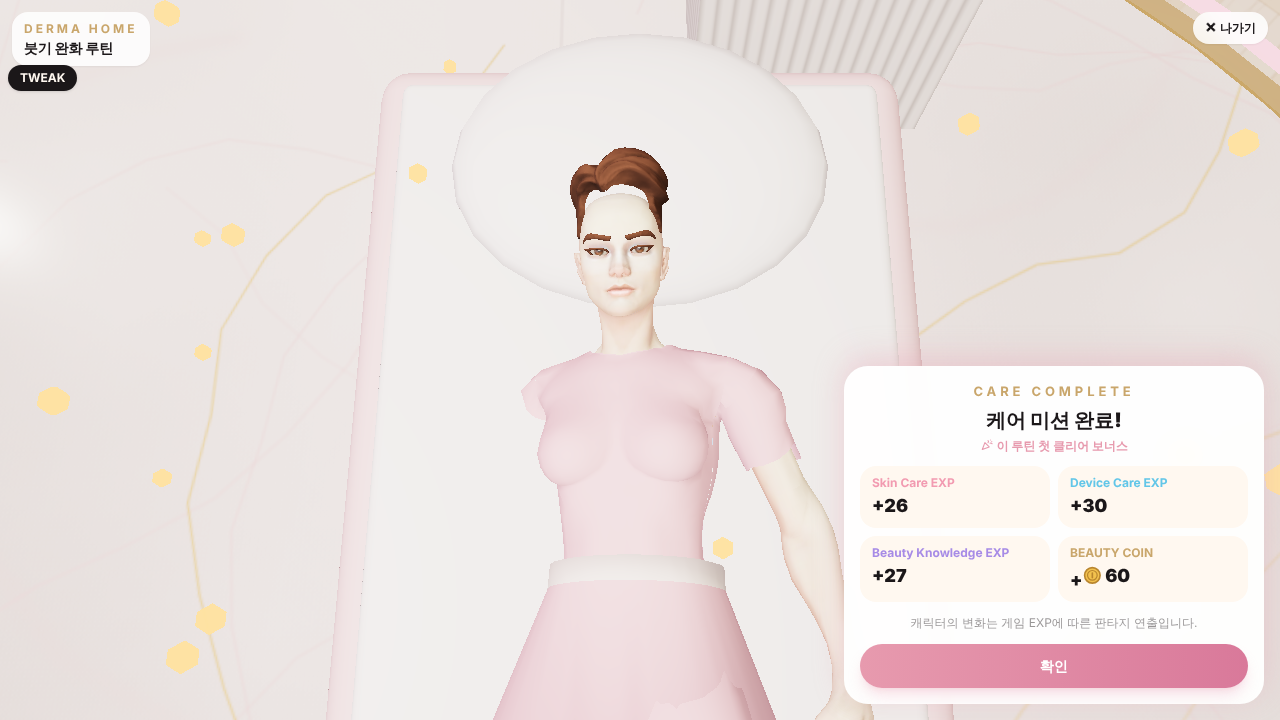 DERMA HOME
붓기 완화 루틴
TWEAK
✕ 나가기
CARE COMPLETE
케어 미션 완료!
이 루틴 첫 클리어 보너스
Skin Care EXP
+26
Device Care EXP
+30
Beauty Knowledge EXP
+27
BEAUTY COIN
+60
캐릭터의 변화는 게임 EXP에 따른 판타지 연출입니다.
확인